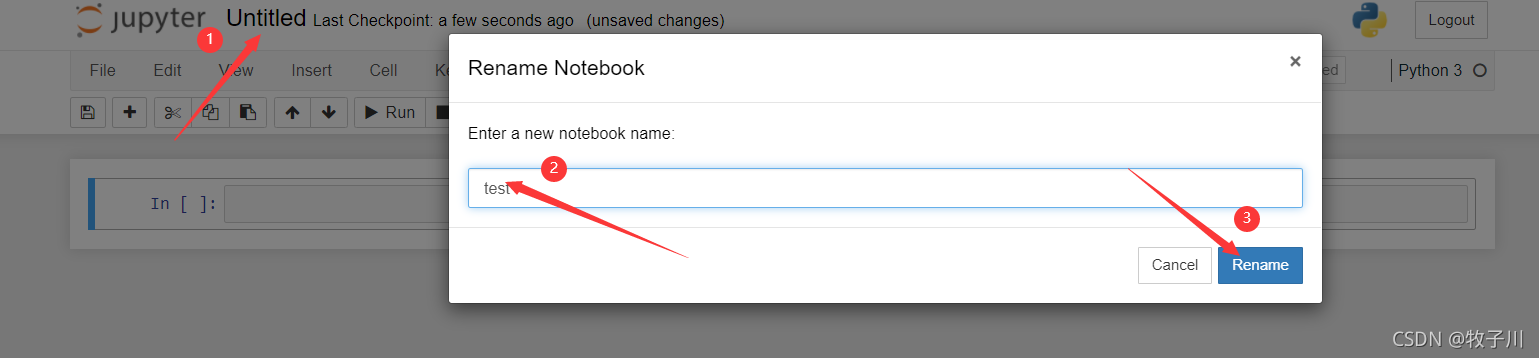 jupyter Untitled Last Checkpoint: a few seconds ago (unsaved changes) Logout
1
File Edit View Insert Cell Python 3
Run
Rename Notebook ×
Enter a new notebook name:
2
test
In [ ]:
3
Cancel Rename
CSDN @牧子川